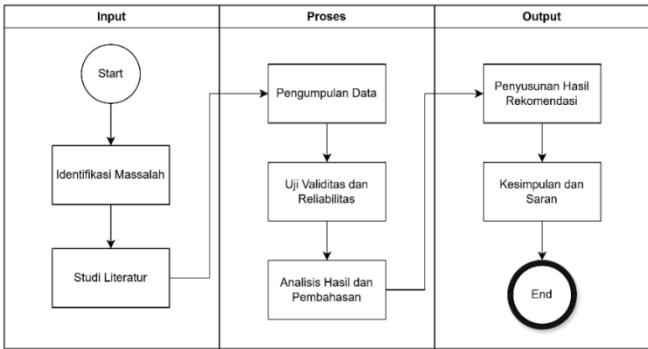 Input
Proses
Output
Start
Identifikasi Massalah
Studi Literatur
Pengumpulan Data
Uji Validitas dan
Reliabilitas
Analisis Hasil dan
Pembahasan
Penyusunan Hasil
Rekomendasi
Kesimpulan dan
Saran
End